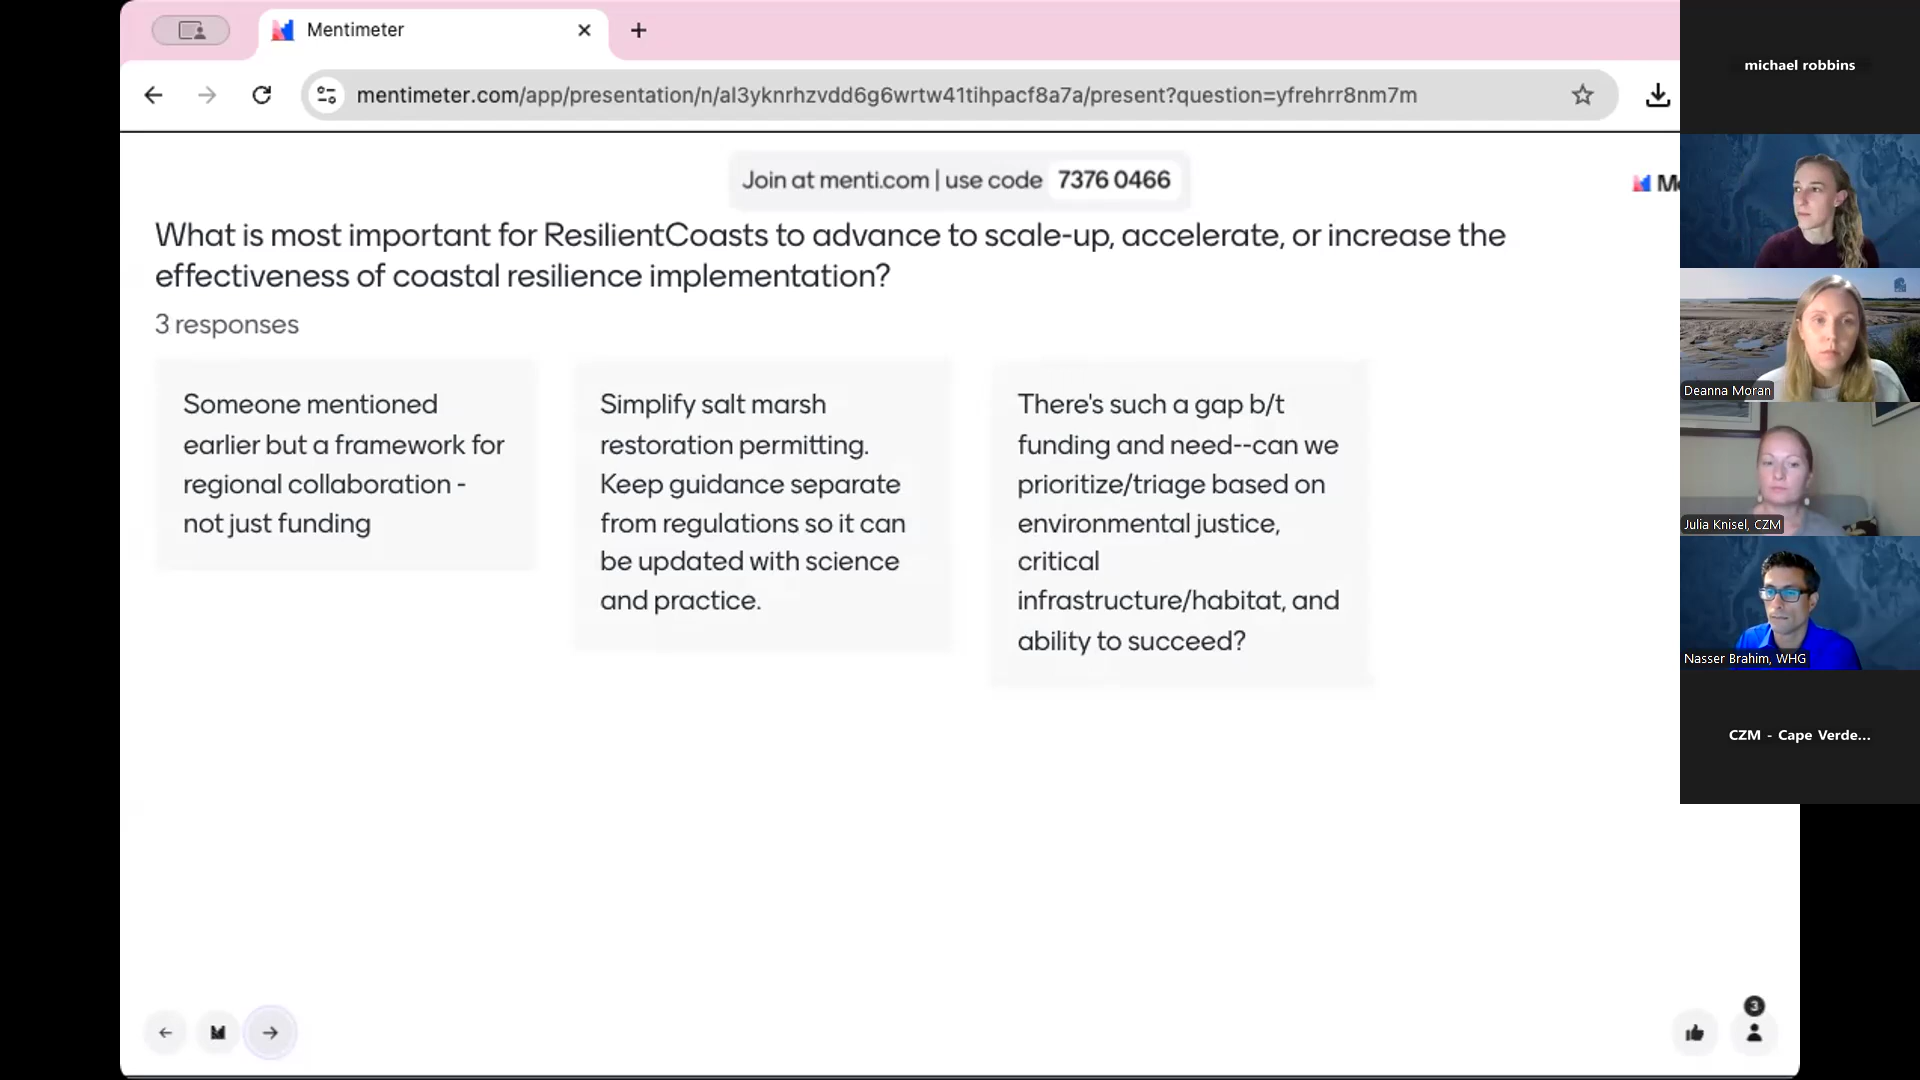 Mentimeter
mentimeter.com/app/presentation/n/al3yknrhzvdd6g6wrtw41tihpacf8a7a/present?question=yfrehrr8nm7m
Join at menti.com | use code 7376 0466
What is most important for ResilientCoasts to advance to scale-up, accelerate, or increase the
effectiveness of coastal resilience implementation?
3 responses
Someone mentioned
earlier but a framework for
regional collaboration -
not just funding
Simplify salt marsh
restoration permitting.
Keep guidance separate
from regulations so it can
be updated with science
and practice.
There's such a gap b/t
funding and need--can we
prioritize/triage based on
environmental justice,
critical
infrastructure/habitat, and
ability to succeed?
3
michael robbins
Deanna Moran
Julia Knisel, CZM
Nasser Brahim, WHG
CZM - Cape Verde...